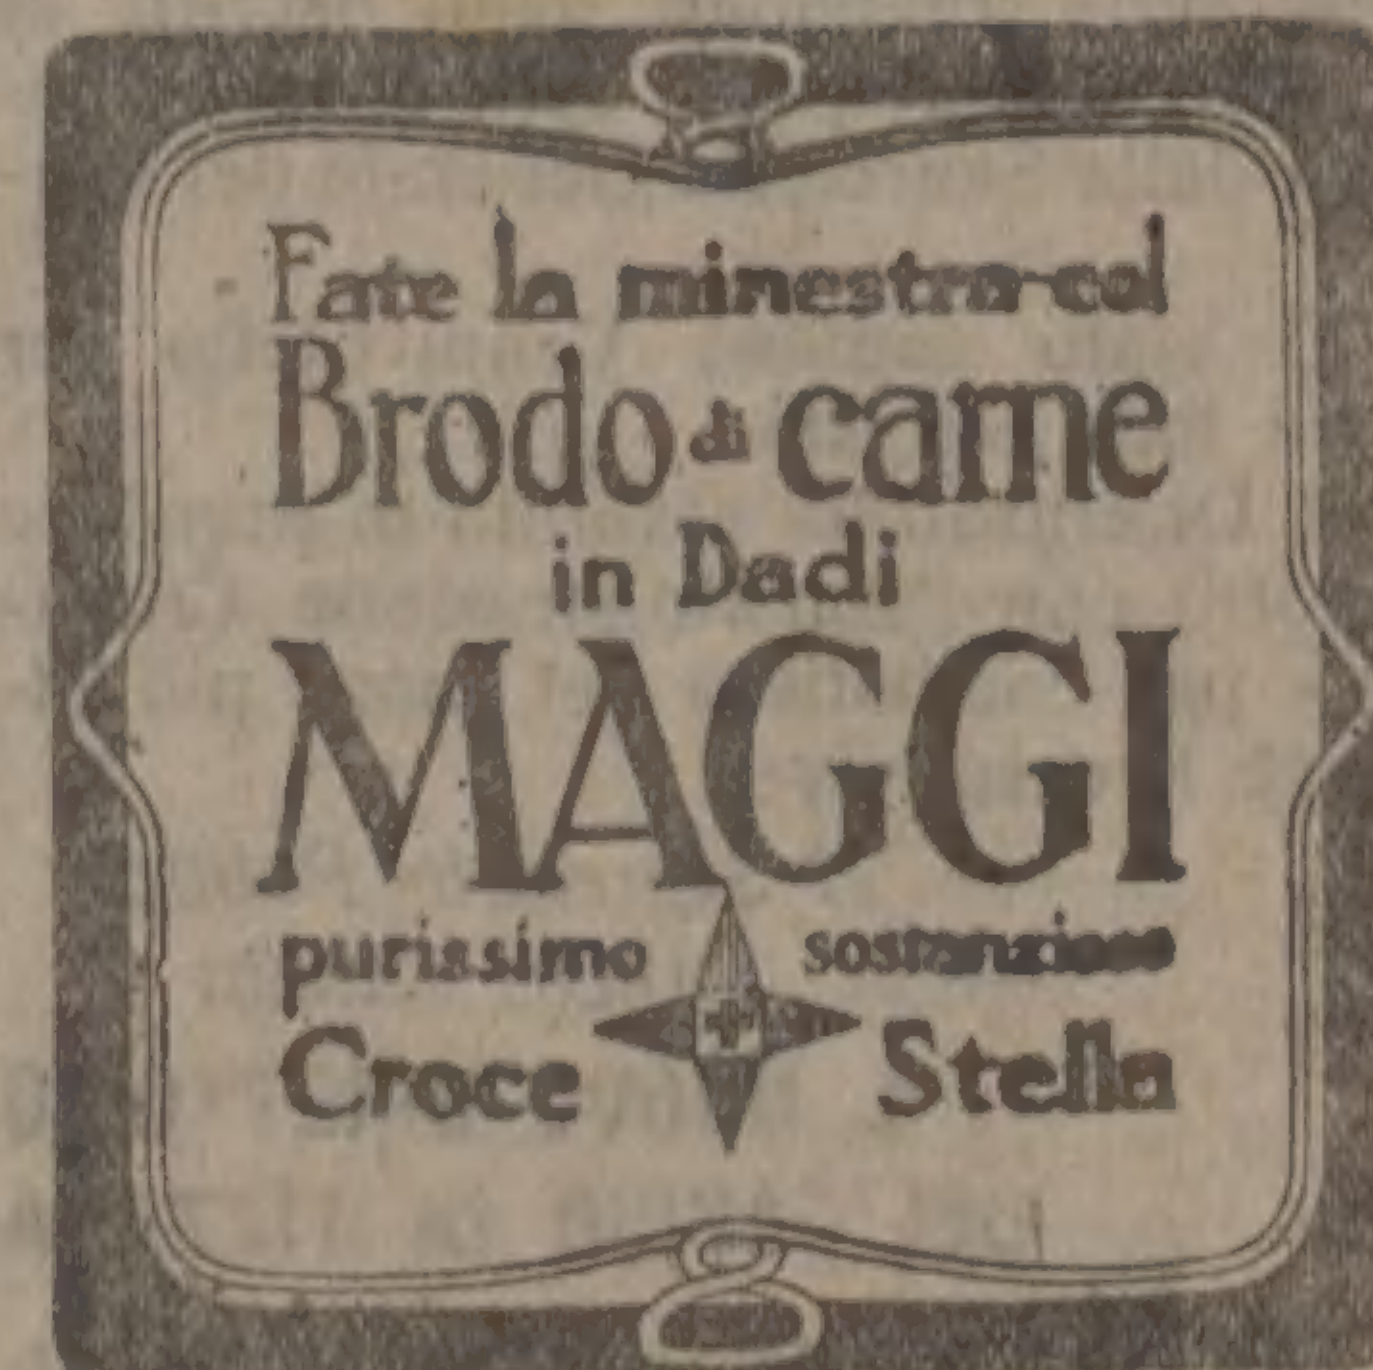 Fate la minestra col
Brodo di carne
in Dadi
MAGGI
purissimo sostanzioso
Croce Stella